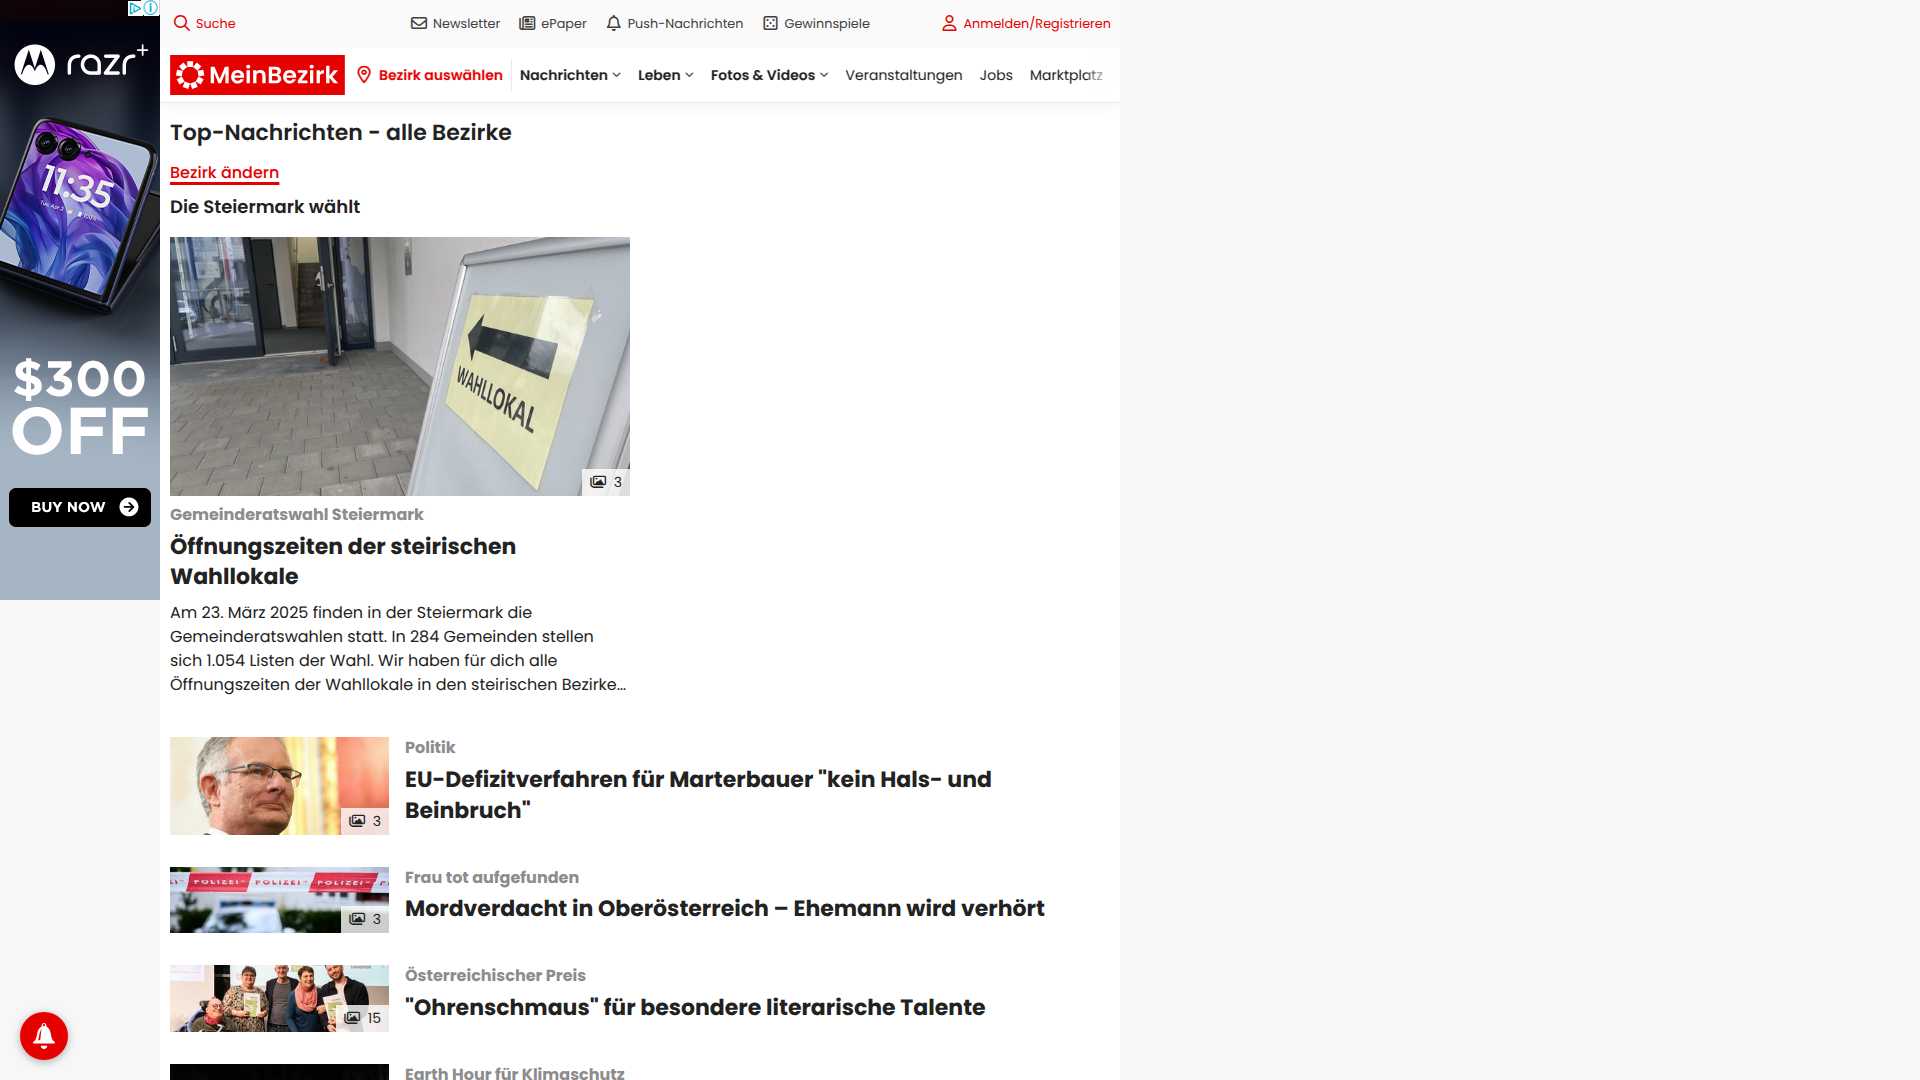 Suche
Newsletter
ePaper
Push-Nachrichten
Gewinnspiele
Anmelden/Registrieren
MeinBezirk
Bezirk auswählen
Nachrichten
Leben
Fotos & Videos
Veranstaltungen
Jobs
Marktplatz
razr+
11:35
$300
OFF
BUY NOW
Top-Nachrichten - alle Bezirke
Bezirk ändern
Die Steiermark wählt
WAHLLOKAL
3
Gemeinderatswahl Steiermark
Öffnungszeiten der steirischen
Wahllokale
Am 23. März 2025 finden in der Steiermark die
Gemeinderatswahlen statt. In 284 Gemeinden stellen
sich 1.054 Listen der Wahl. Wir haben für dich alle
Öffnungszeiten der Wahllokale in den steirischen Bezirke...
3
Politik
EU-Defizitverfahren für Marterbauer "kein Hals- und
Beinbruch"
POLIZEI POLIZEI POLIZEI
3
Frau tot aufgefunden
Mordverdacht in Oberösterreich – Ehemann wird verhört
15
Österreichischer Preis
"Ohrenschmaus" für besondere literarische Talente
Earth Hour für Klimaschutz